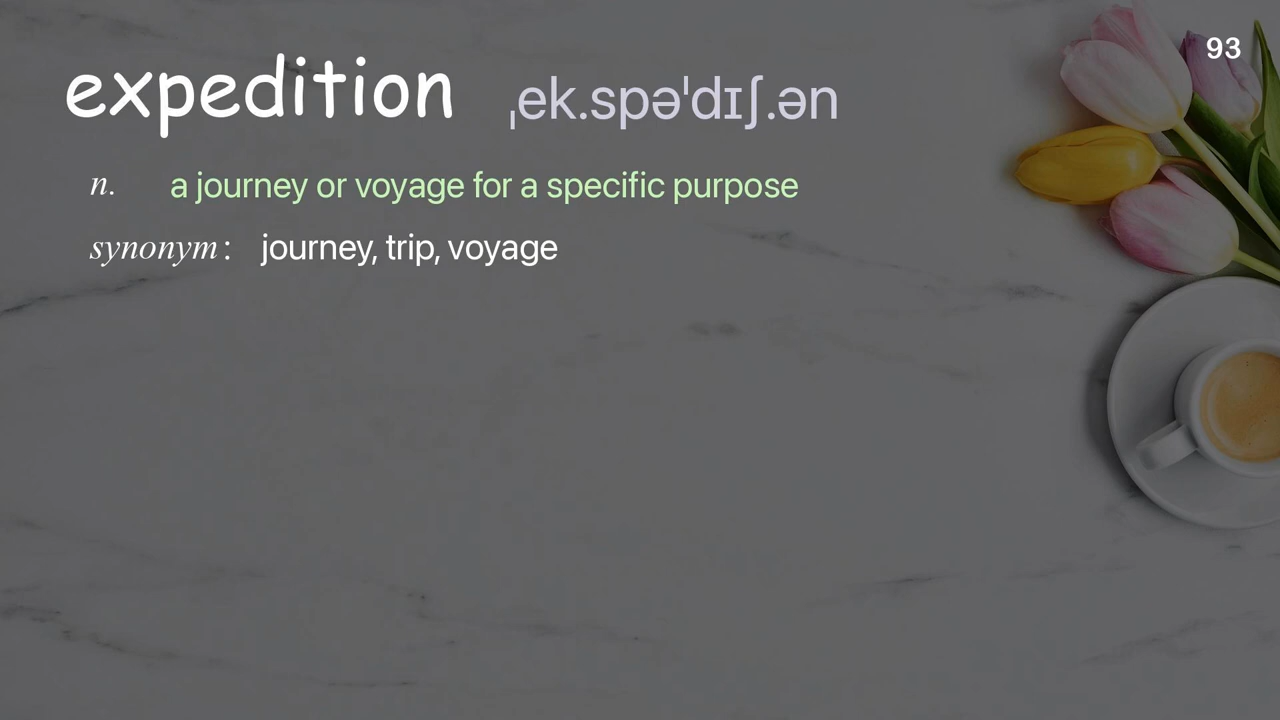 93
expedition ˌek.spəˈdɪʃ.ən
n. a journey or voyage for a specific purpose
synonym: journey, trip, voyage